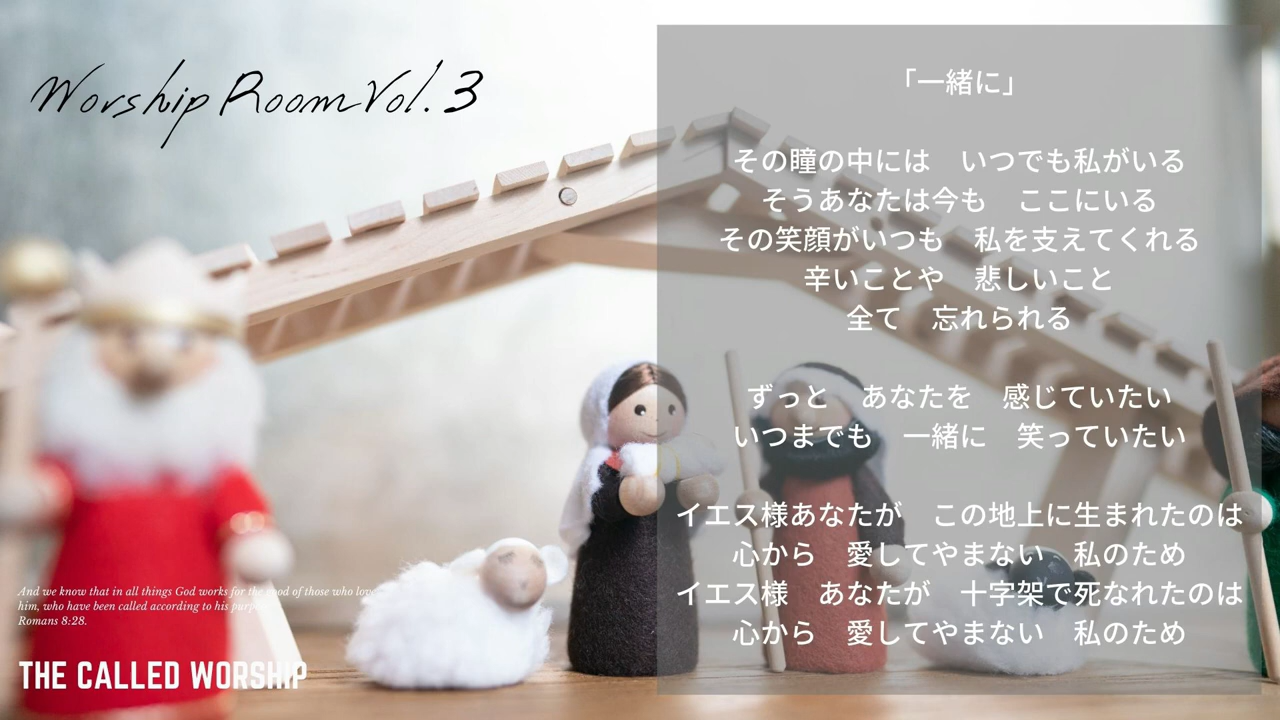 Worship Room Vol. 3
「一緒に」
その瞳の中には　いつでも私がいる
そうあなたは今も　ここにいる
その笑顔がいつも　私を支えてくれる
辛いことや　悲しいこと
全て　忘れられる
ずっと　あなたを　感じていたい
いつまでも　一緒に　笑っていたい
イエス様あなたが　この地上に生まれたのは
心から　愛してやまない　私のため
イエス様　あなたが　十字架で死なれたのは
心から　愛してやまない　私のため
And we know that in all things God works for the good of those who love
him, who have been called according to his purpose.
Romans 8:28.
THE CALLED WORSHIP